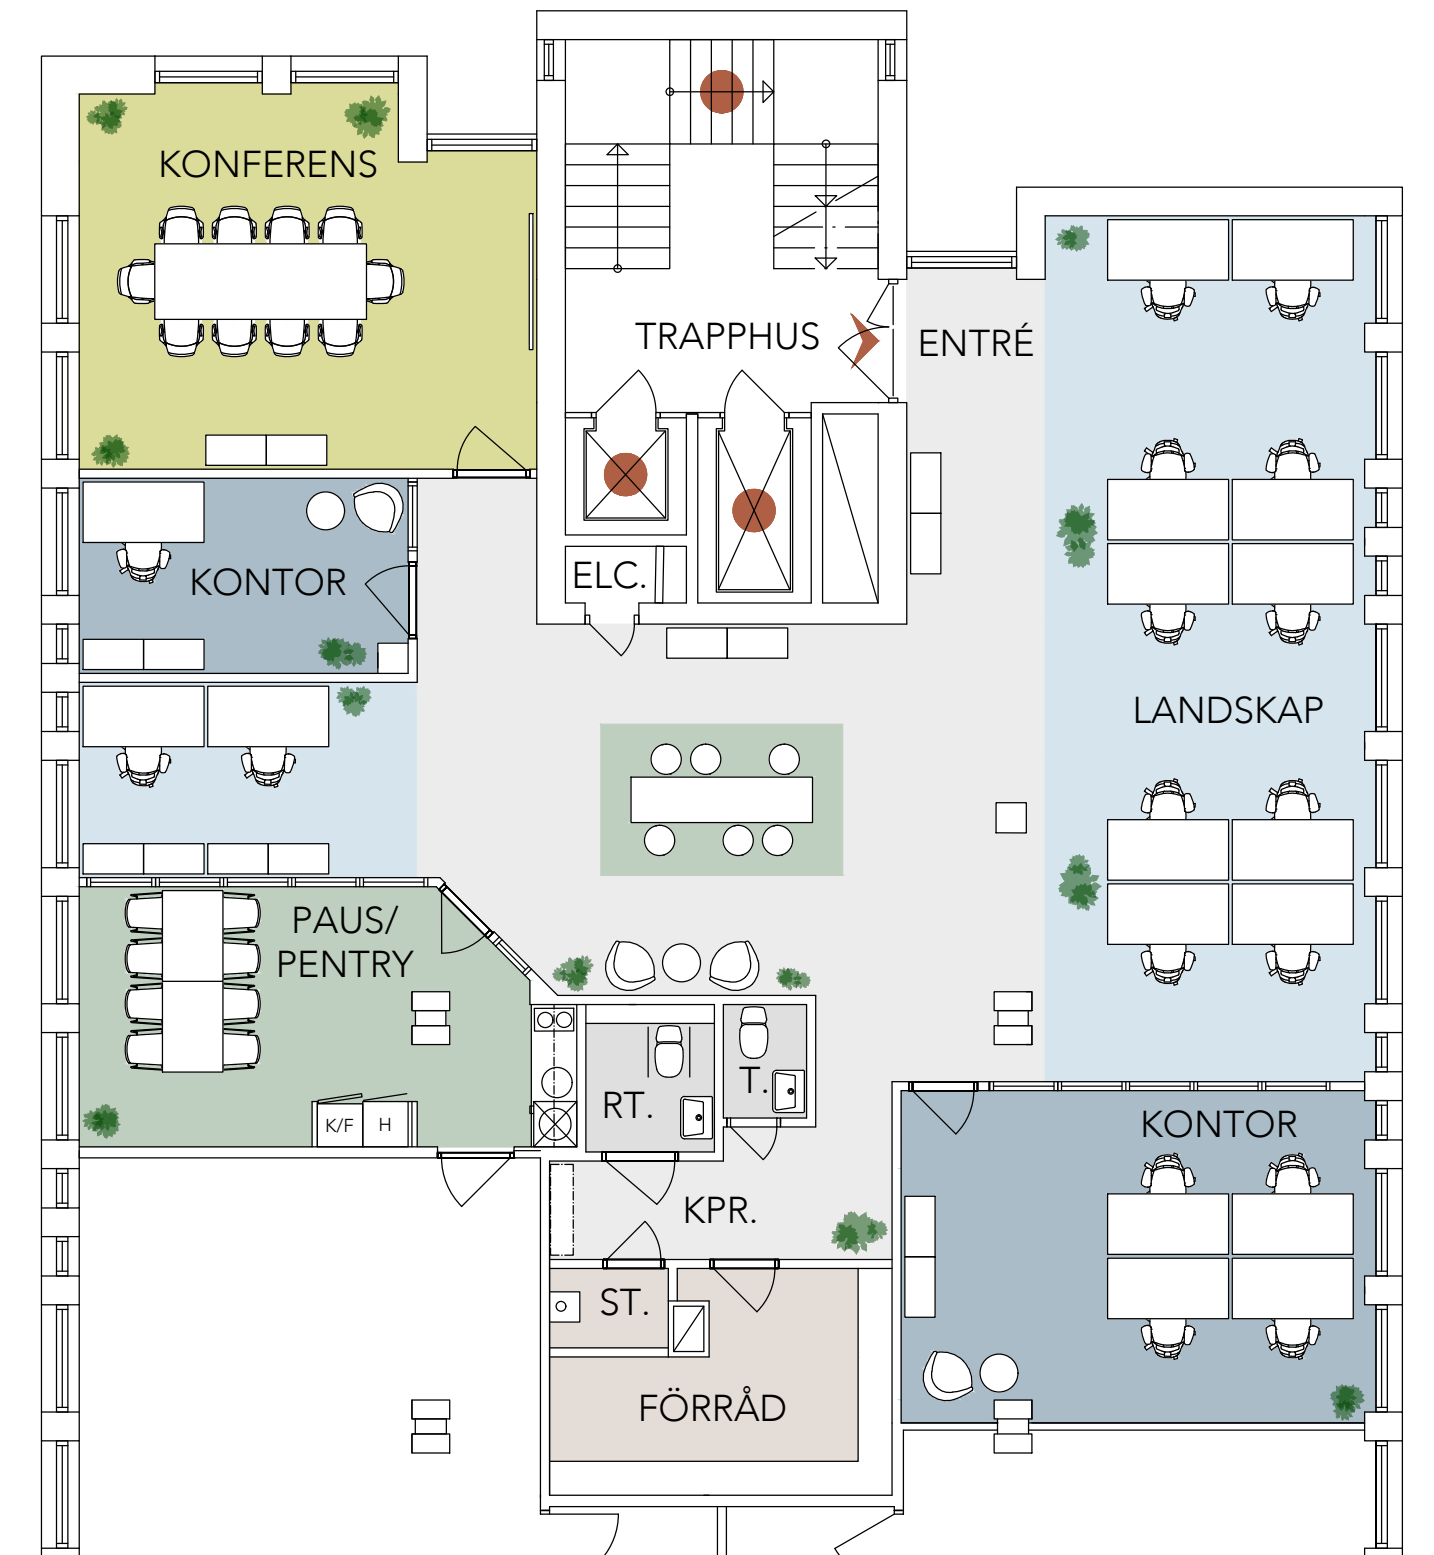 KONFERENS
TRAPPHUS
ENTRÉ
ELC.
KONTOR
LANDSKAP
PAUS/
PENTRY
K/F
H
RT.
T.
KONTOR
KPR.
ST.
FÖRRÅD